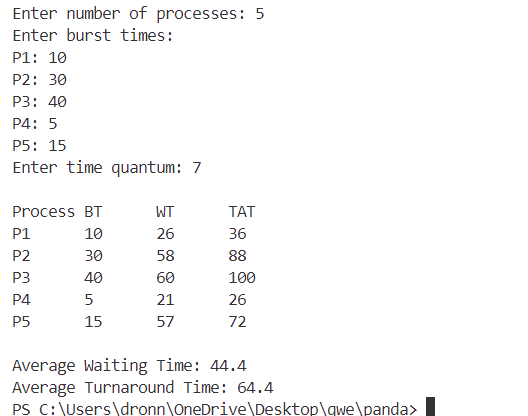 Enter number of processes: 5
Enter burst times:
P1: 10
P2: 30
P3: 40
P4: 5
P5: 15
Enter time quantum: 7
Process BT WT TAT
P1 10 26 36
P2 30 58 88
P3 40 60 100
P4 5 21 26
P5 15 57 72
Average Waiting Time: 44.4
Average Turnaround Time: 64.4
PS C:\Users\dronn\OneDrive\Desktop\qwe\panda>